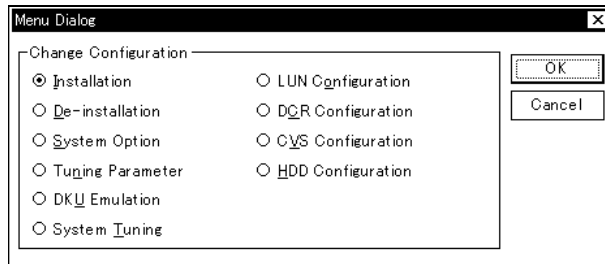 Menu Dialog
Change Configuration
Installation
De-installation
System Option
Tuning Parameter
DKU Emulation
System Tuning
LUN Configuration
DCR Configuration
CVS Configuration
HDD Configuration
OK
Cancel